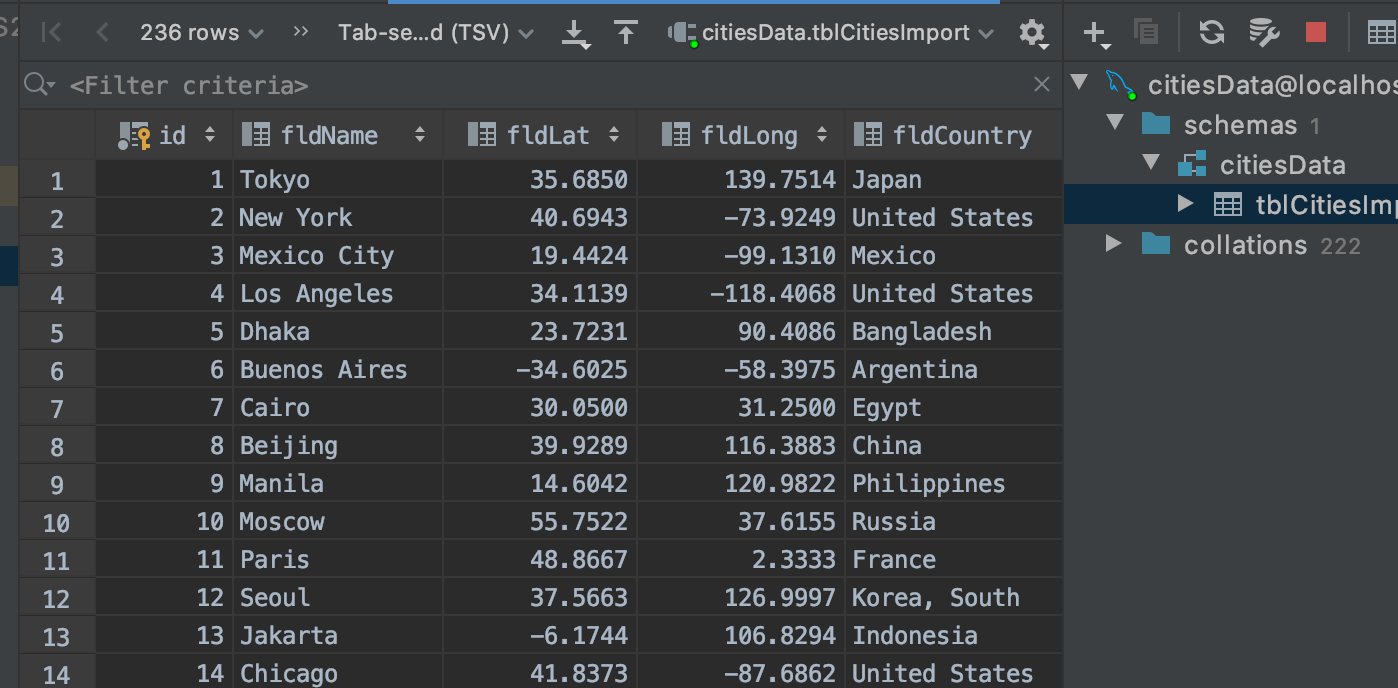 236 rows Tab-se...d (TSV) citiesData.tblCitiesImport
<Filter criteria>
id fldName fldLat fldLong fldCountry
1 1 Tokyo 35.6850 139.7514 Japan
2 2 New York 40.6943 -73.9249 United States
3 3 Mexico City 19.4424 -99.1310 Mexico
4 4 Los Angeles 34.1139 -118.4068 United States
5 5 Dhaka 23.7231 90.4086 Bangladesh
6 6 Buenos Aires -34.6025 -58.3975 Argentina
7 7 Cairo 30.0500 31.2500 Egypt
8 8 Beijing 39.9289 116.3883 China
9 9 Manila 14.6042 120.9822 Philippines
10 10 Moscow 55.7522 37.6155 Russia
11 11 Paris 48.8667 2.3333 France
12 12 Seoul 37.5663 126.9997 Korea, South
13 13 Jakarta -6.1744 106.8294 Indonesia
14 14 Chicago 41.8373 -87.6862 United States
citiesData@localhos
schemas 1
citiesData
tblCitiesImp
collations 222